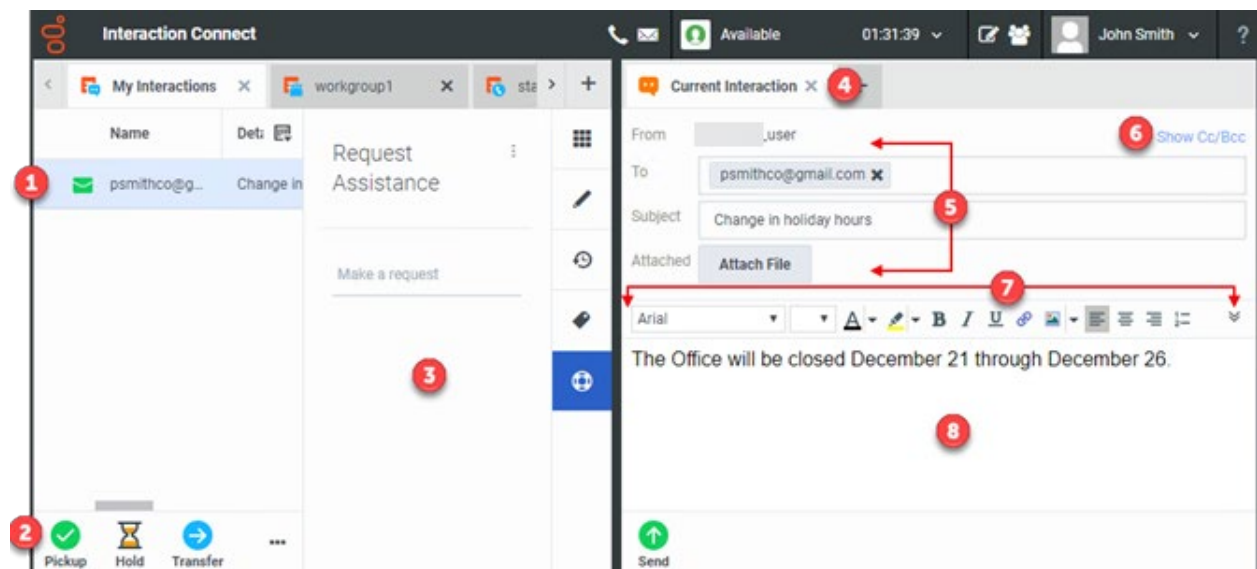 Interaction Connect
Available 01:31:39 John Smith ?
My Interactions workgroup1 sta
Name Deta
1 psmithco@g... Change in
Request
Assistance
Make a request
3
2
Pickup Hold Transfer ...
Current Interaction 4
From _user 6 Show Cc/Bcc
To psmithco@gmail.com
5
Subject Change in holiday hours
Attached Attach File
7
Arial A B I U
The Office will be closed December 21 through December 26.
8
Send